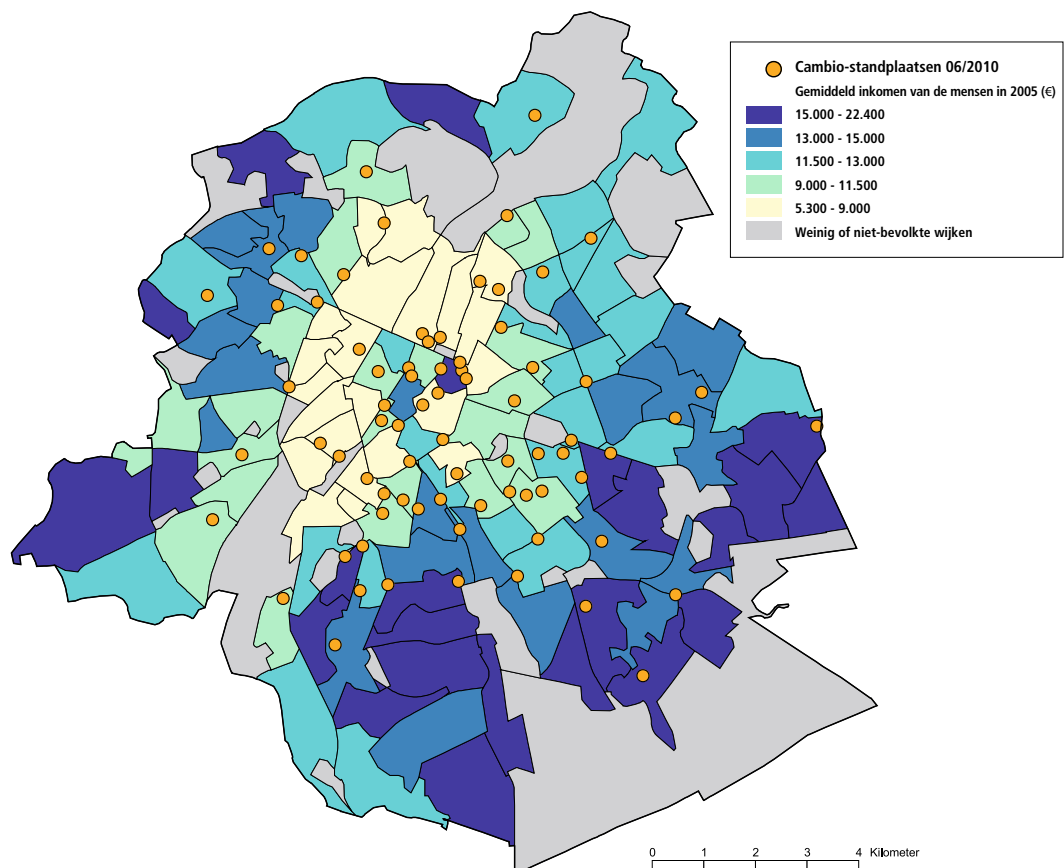 Cambio-standplaatsen 06/2010
Gemiddeld inkomen van de mensen in 2005 (€)
15.000 - 22.400
13.000 - 15.000
11.500 - 13.000
9.000 - 11.500
5.300 - 9.000
Weinig of niet-bevolkte wijken
0 1 2 3 4 Kilometer